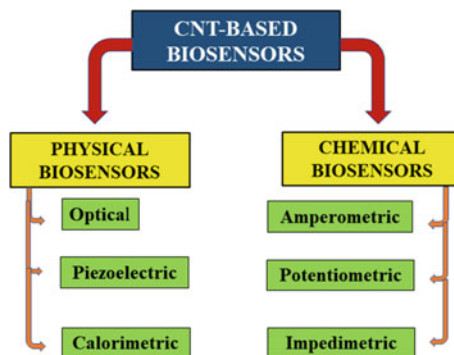 CNT-BASED
BIOSENSORS
PHYSICAL
BIOSENSORS
Optical
Piezoelectric
Calorimetric
CHEMICAL
BIOSENSORS
Amperometric
Potentiometric
Impedimetric